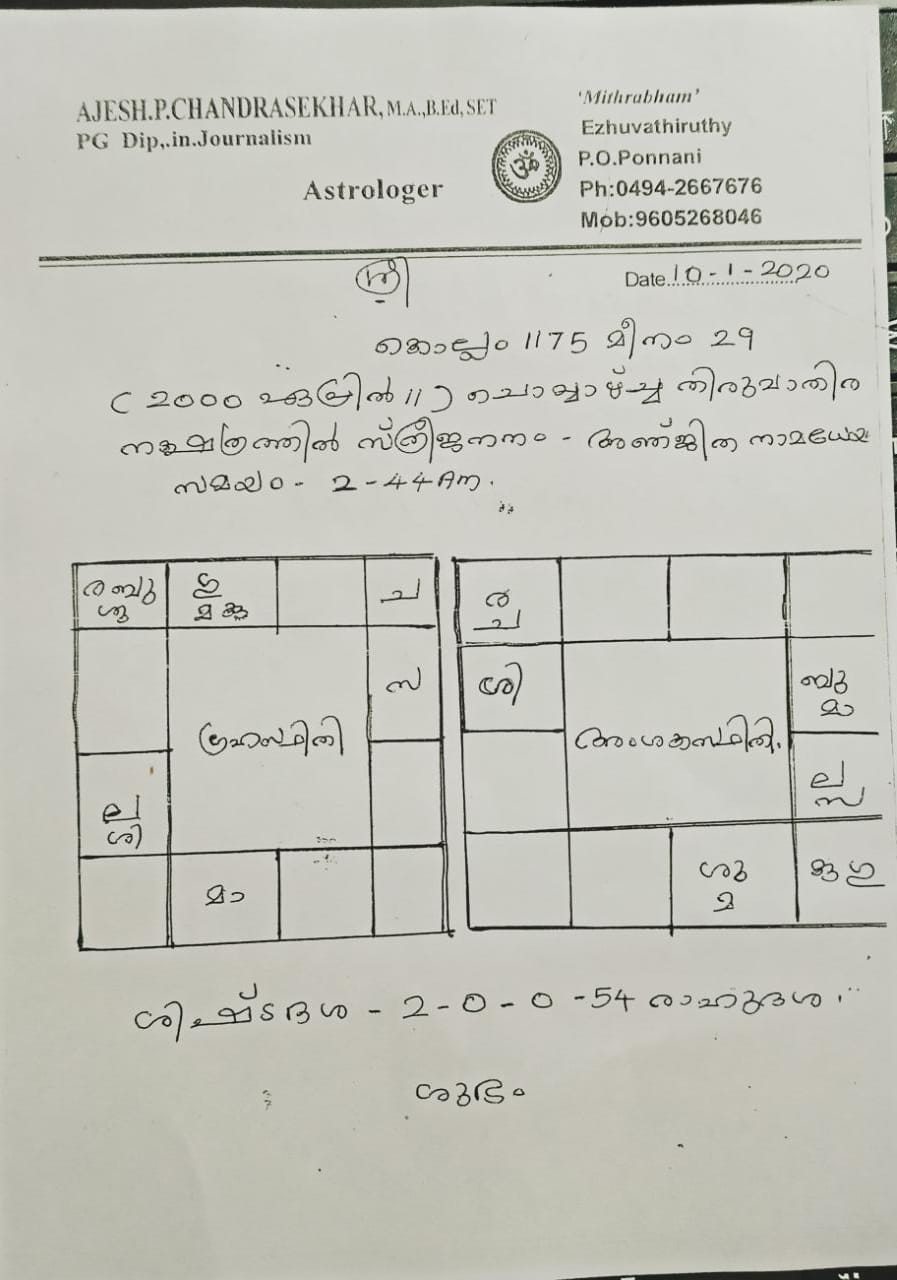 AJESH.P.CHANDRASEKHAR, M.A.,B.Ed, SET
PG Dip,.in.Journalism
Astrologer
ॐ
'Mithrabham'
Ezhuvathiruthy
P.O.Ponnani
Ph:0494-2667676
Mob:9605268046
ശ്രീ
Date 10-1-2020
കൊല്ലം 1175 മീനം 29
( 2000 ഏപ്രിൽ 11 ) ചൊവ്വാഴ്ച്ച തിരുവാതിര
നക്ഷത്രത്തിൽ സ്ത്രീജനനം - അഞ്ജിത നാമധേയ
സമയം - 2-44 Am.
ര ബു ഗു ച ര
ശു മ കു ച
സ ശി ബു
മാ
ഗ്രഹസ്ഥിതി അംശകസ്ഥിതി.
ല ല
ശി സ
മാ ശു കു ഗു
മ
ശിഷ്ടദശ - 2-0-0-54 രാഹുദശ.
ശുഭം